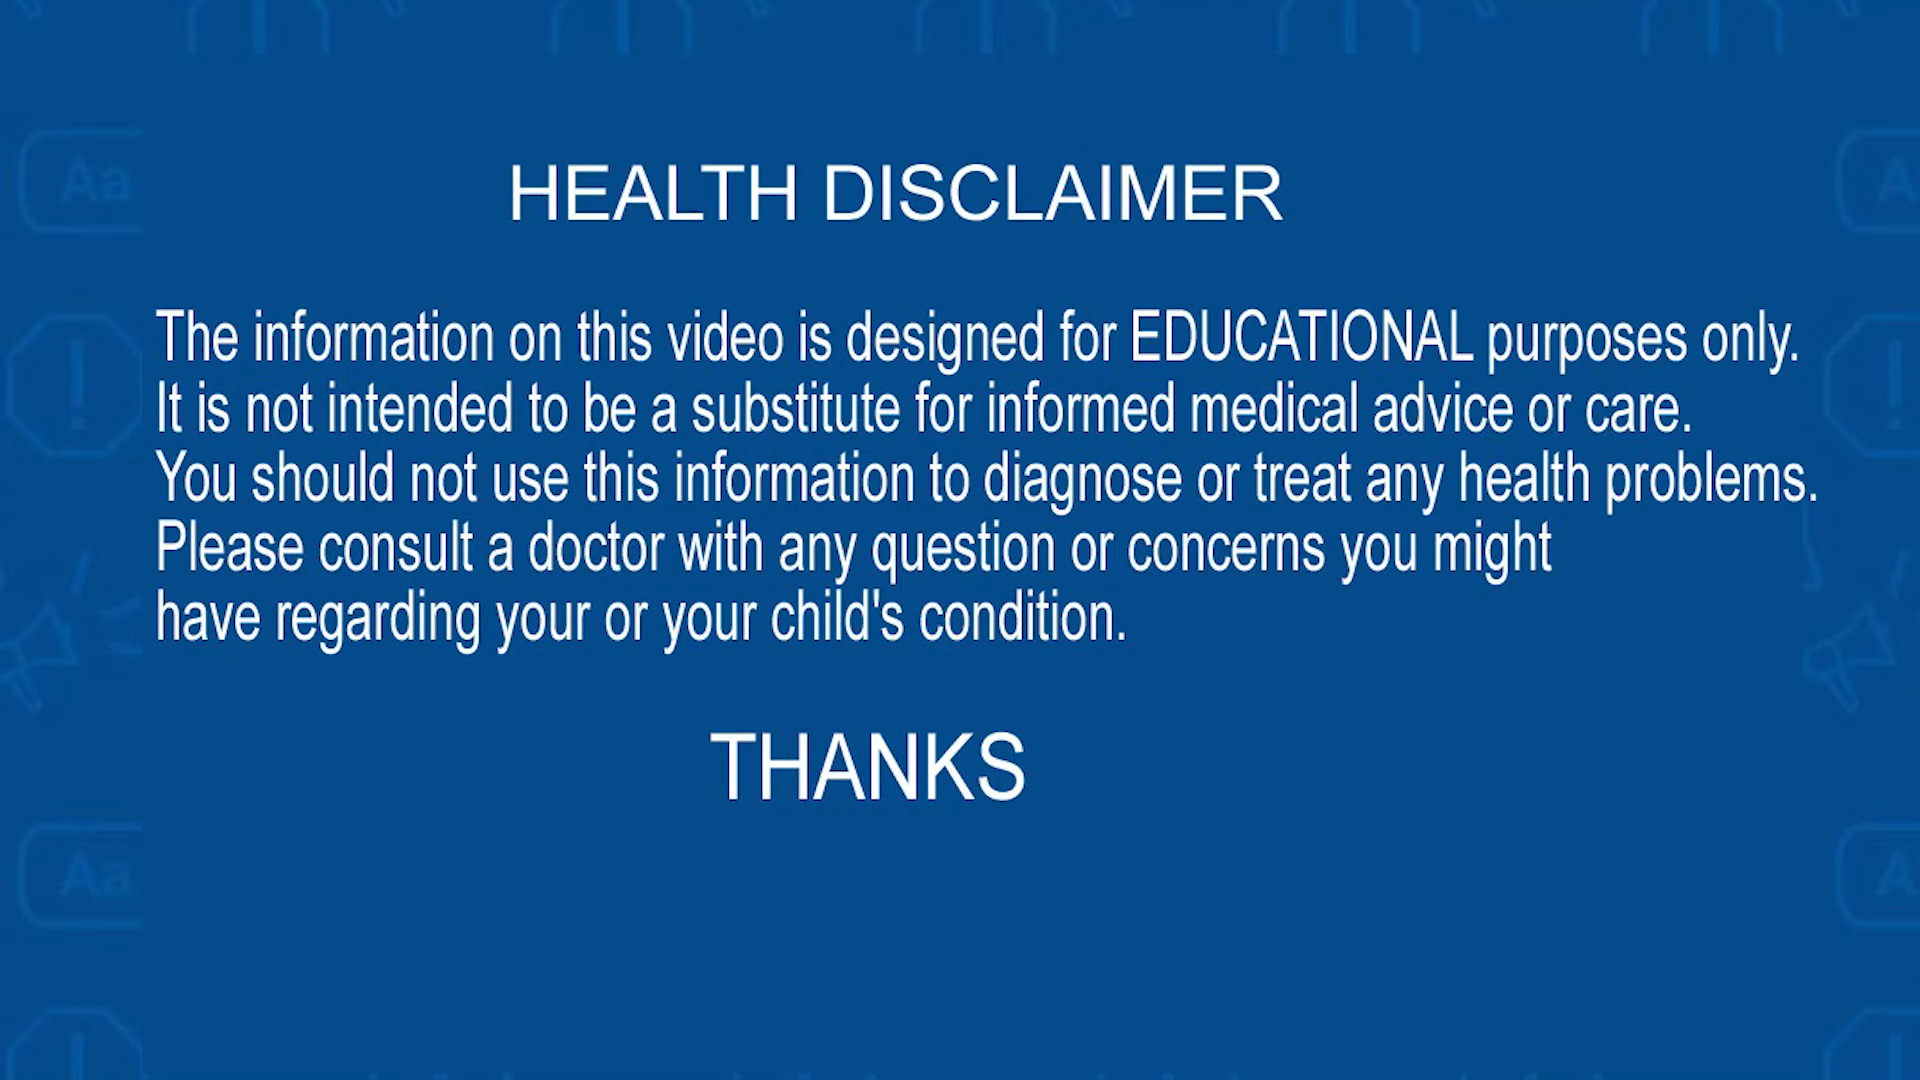 HEALTH DISCLAIMER
The information on this video is designed for EDUCATIONAL purposes only.
It is not intended to be a substitute for informed medical advice or care.
You should not use this information to diagnose or treat any health problems.
Please consult a doctor with any question or concerns you might
have regarding your or your child's condition.
THANKS
Aa
A
Aa
A